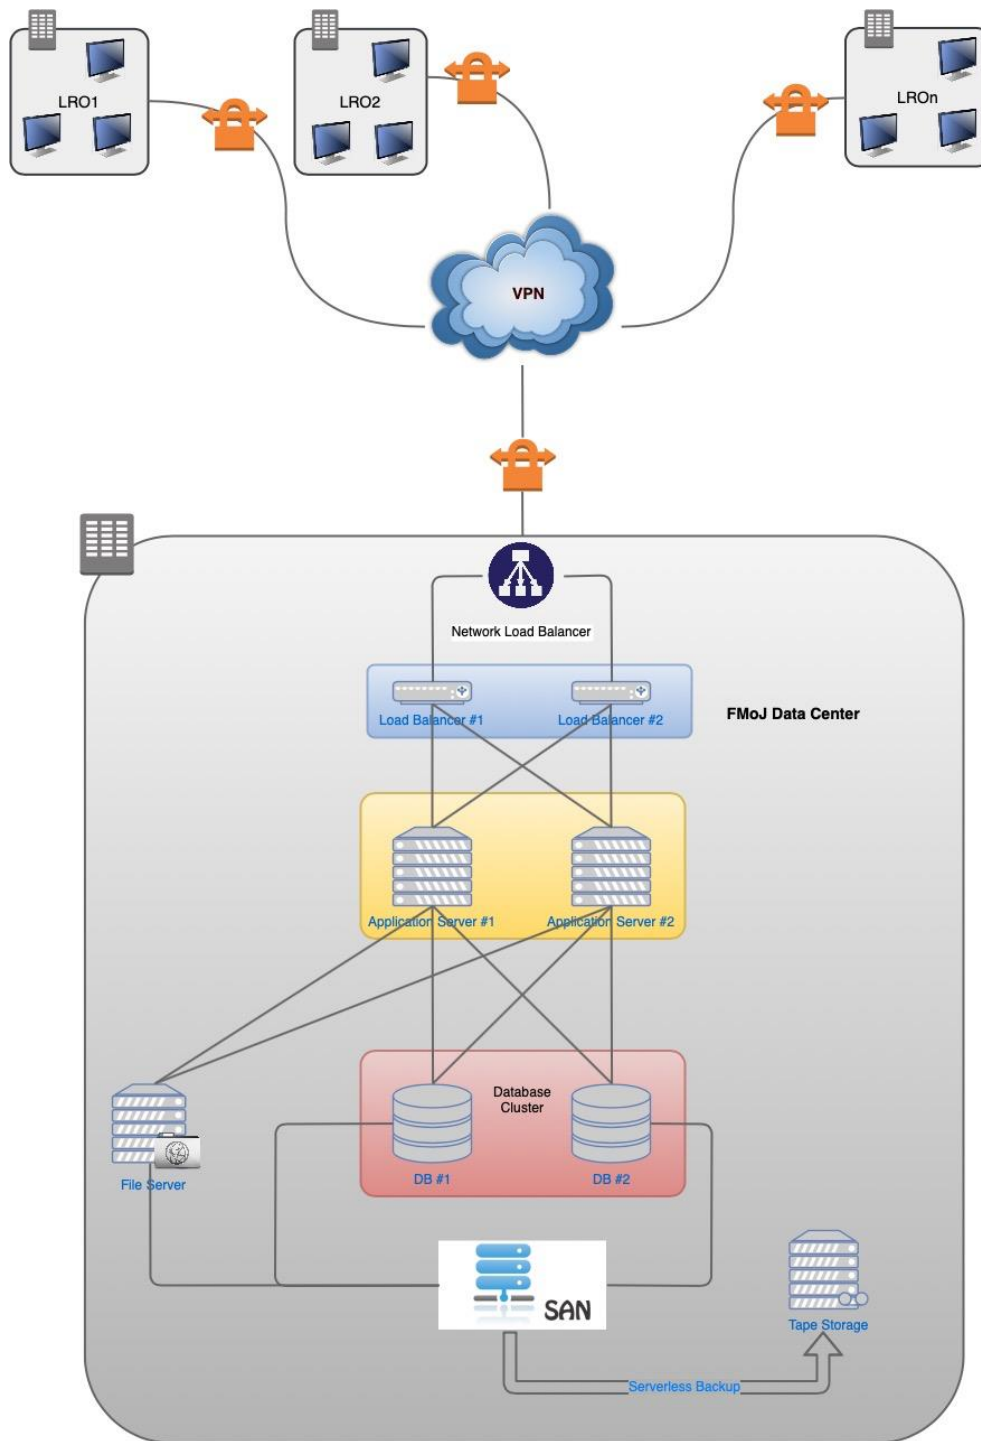 LRO1
LRO2
LROn
VPN
Network Load Balancer
Load Balancer #1
Load Balancer #2
FMoJ Data Center
Application Server #1
Application Server #2
Database
Cluster
File Server
DB #1
DB #2
SAN
Tape Storage
Serverless Backup